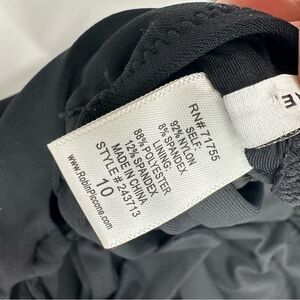 RN# 71755
SELF:
92% NYLON
8% SPANDEX
LINING:
88% POLYESTER
12% SPANDEX
MADE IN CHINA
STYLE # 243713
10
www.Robinpiccone.com